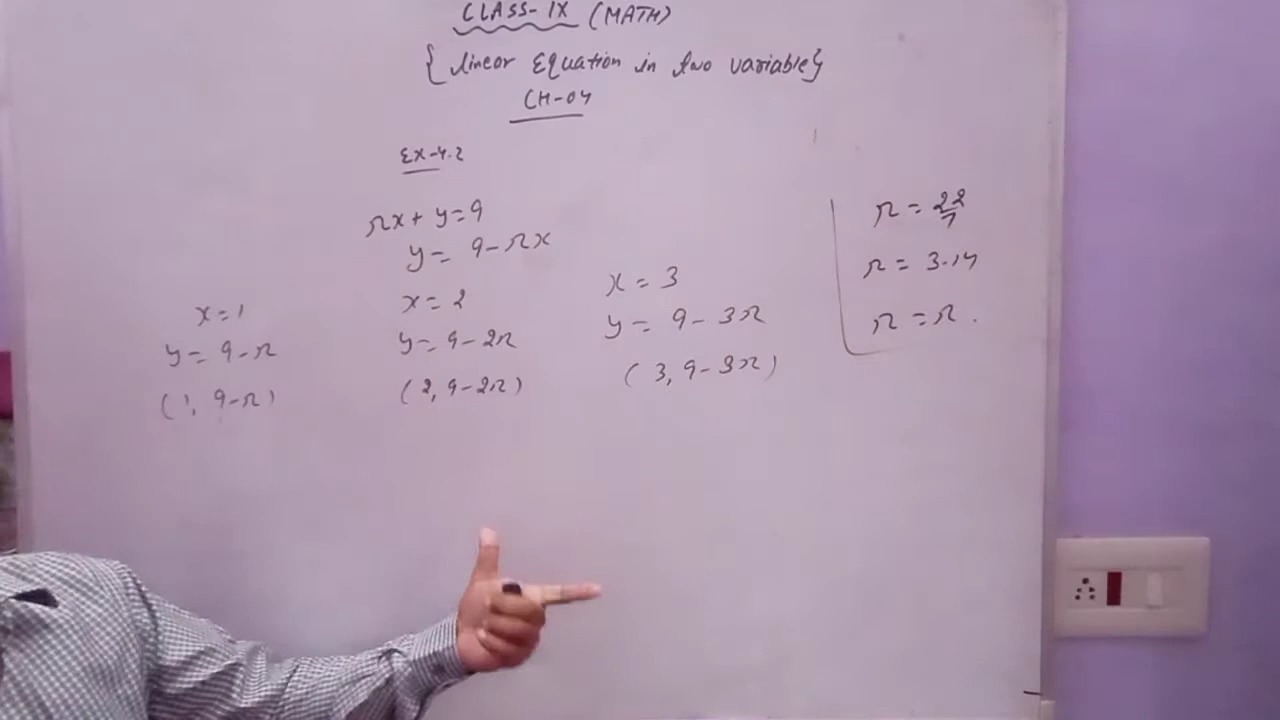 CLASS-IX (MATH)
{linear Equation in two variable}
CH-04
EX-4.2
πx + y = 9
y = 9 - πx
x = 1
y = 9 - π
(1, 9 - π)
x = 2
y = 9 - 2π
(2, 9 - 2π)
x = 3
y = 9 - 3π
(3, 9 - 3π)
π = 22/7
π = 3.14
π = π.